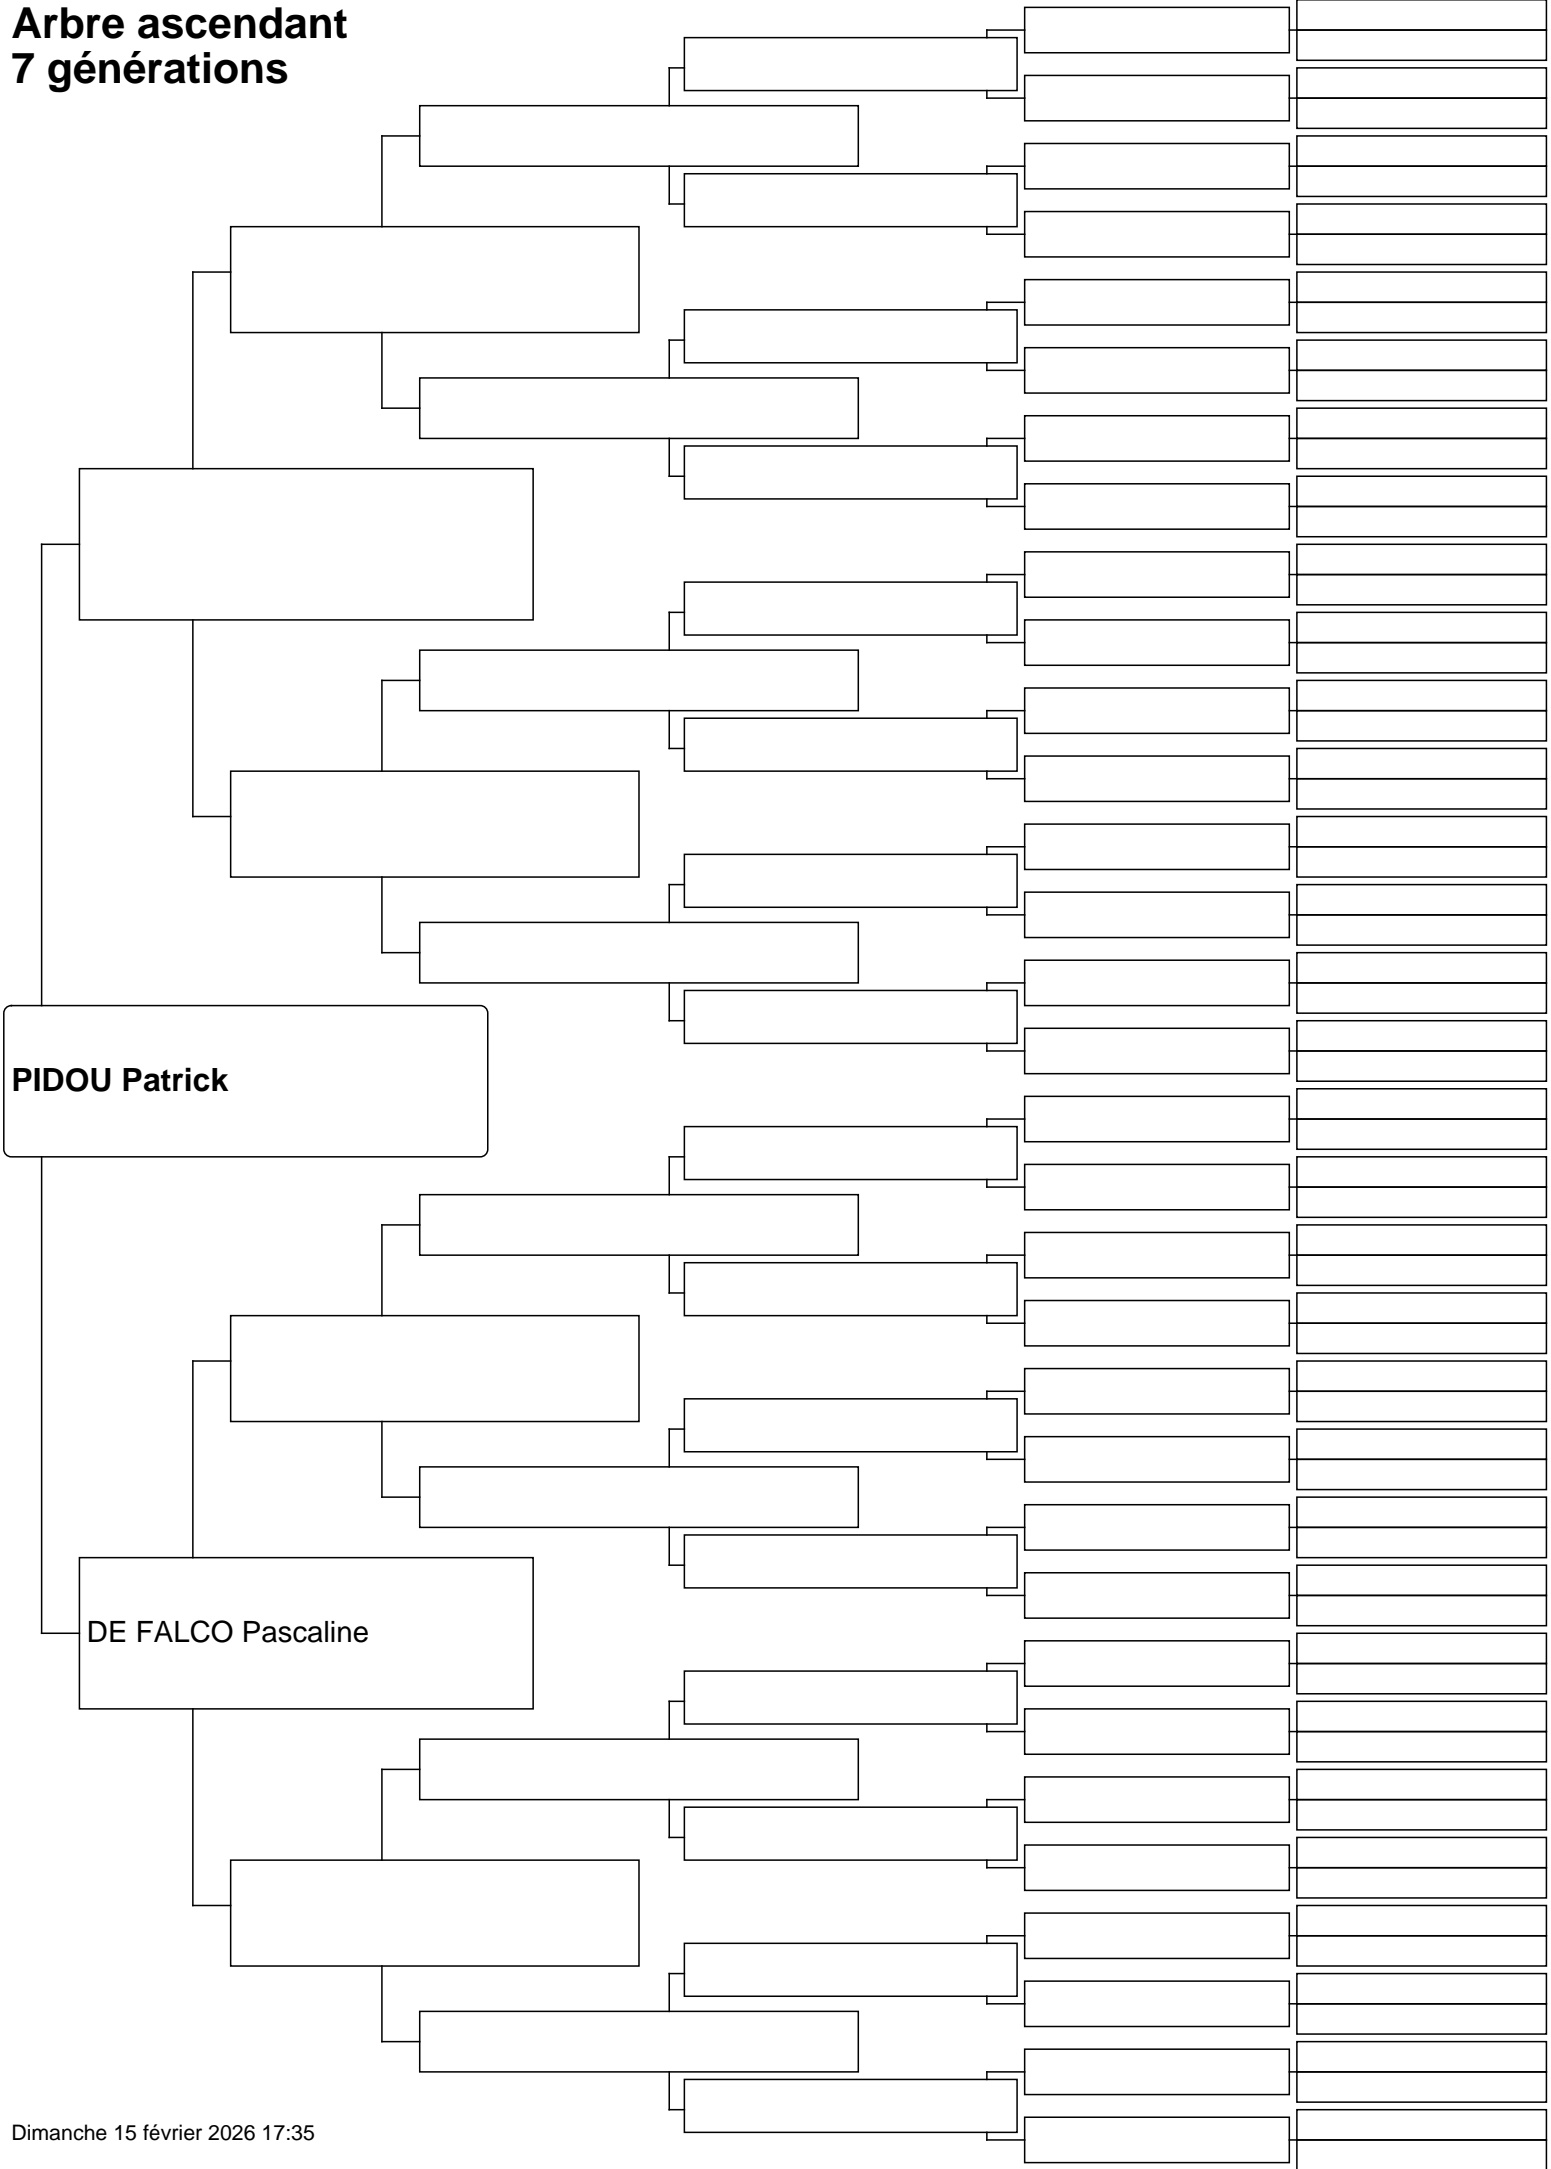 Arbre ascendant
7 générations
PIDOU Patrick
DE FALCO Pascaline
Dimanche 15 février 2026 17:35